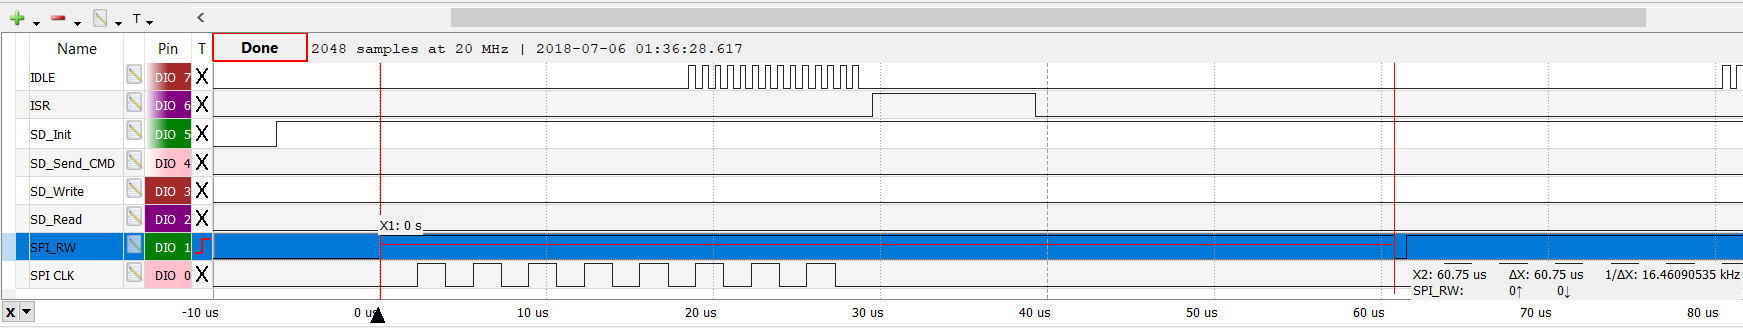 T
Name Pin T Done 2048 samples at 20 MHz | 2018-07-06 01:36:28.617
IDLE DIO 7 X
ISR DIO 6 X
SD_Init DIO 5 X
SD_Send_CMD DIO 4 X
SD_Write DIO 3 X
SD_Read DIO 2 X
X1: 0 s
SPI_RW DIO 1
SPI CLK DIO 0 X
X2: 60.75 us ΔX: 60.75 us 1/ΔX: 16.46090535 kHz
SPI_RW: 0↑ 0↓
X -10 us 0 us 10 us 20 us 30 us 40 us 50 us 60 us 70 us 80 us